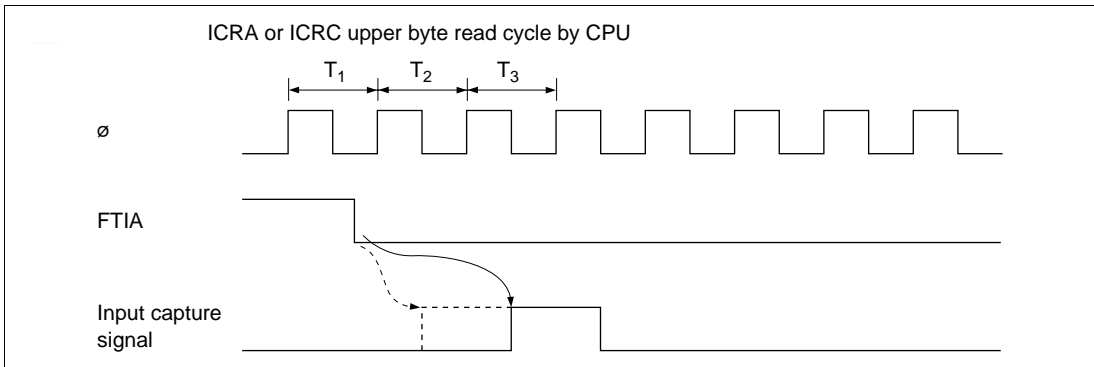 ICRA or ICRC upper byte read cycle by CPU
T1 T2 T3
ø
FTIA
Input capture
signal